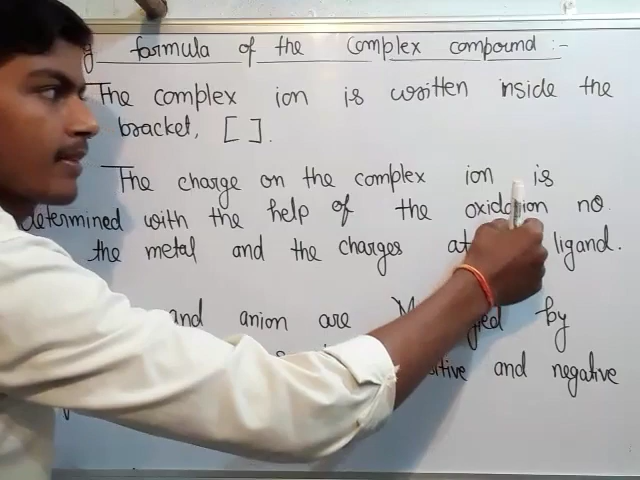 formula of the complex compound :-
The complex ion is written inside the
bracket, [ ].
The charge on the complex ion is
determined with the help of the oxidation no.
the metal and the charges at ligand.
and anion are by
and negative